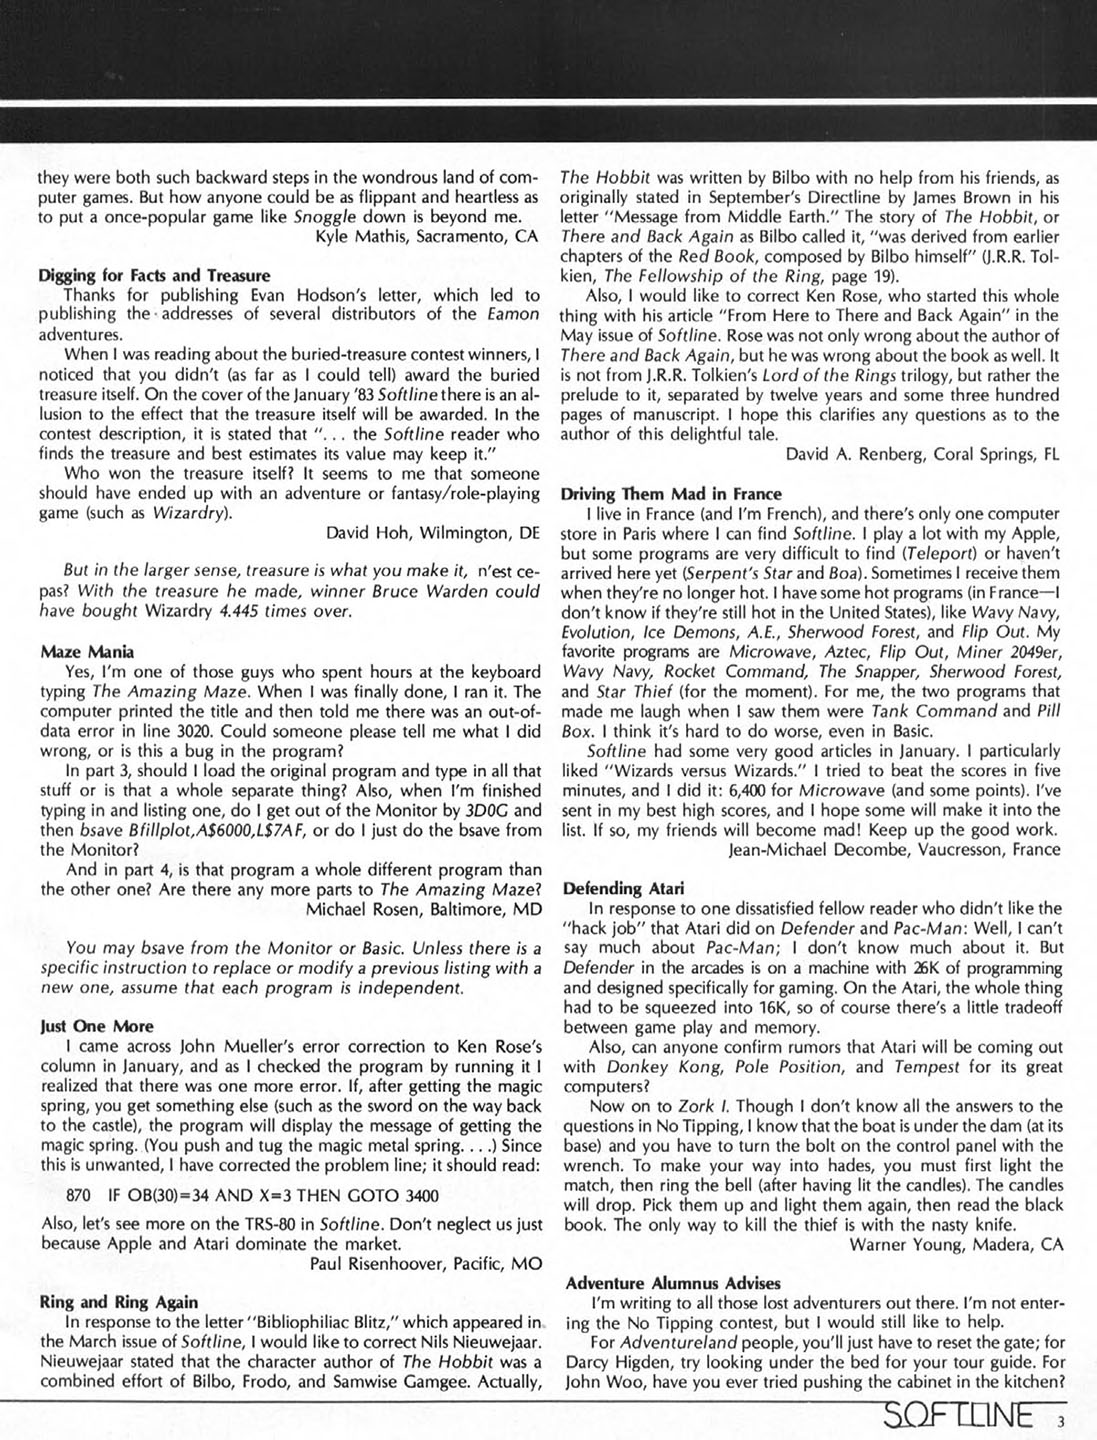 they were both such backward steps in the wondrous land of com-
puter games. But how anyone could be as flippant and heartless as
to put a once-popular game like Snoggle down is beyond me.
Kyle Mathis, Sacramento, CA
Digging for Facts and Treasure
Thanks for publishing Evan Hodson's letter, which led to
publishing the addresses of several distributors of the Eamon
adventures.
When I was reading about the buried-treasure contest winners, I
noticed that you didn't (as far as I could tell) award the buried
treasure itself. On the cover of the January '83 Softline there is an al-
lusion to the effect that the treasure itself will be awarded. In the
contest description, it is stated that "... the Softline reader who
finds the treasure and best estimates its value may keep it."
Who won the treasure itself? It seems to me that someone
should have ended up with an adventure or fantasy/role-playing
game (such as Wizardry).
David Hoh, Wilmington, DE
But in the larger sense, treasure is what you make it, n'est ce-
pas? With the treasure he made, winner Bruce Warden could
have bought Wizardry 4.445 times over.
Maze Mania
Yes, I'm one of those guys who spent hours at the keyboard
typing The Amazing Maze. When I was finally done, I ran it. The
computer printed the title and then told me there was an out-of-
data error in line 3020. Could someone please tell me what I did
wrong, or is this a bug in the program?
In part 3, should I load the original program and type in all that
stuff or is that a whole separate thing? Also, when I'm finished
typing in and listing one, do I get out of the Monitor by 3D0G and
then bsave Bfillplot,A$6000,L$7AF, or do I just do the bsave from
the Monitor?
And in part 4, is that program a whole different program than
the other one? Are there any more parts to The Amazing Maze?
Michael Rosen, Baltimore, MD
You may bsave from the Monitor or Basic. Unless there is a
specific instruction to replace or modify a previous listing with a
new one, assume that each program is independent.
Just One More
I came across John Mueller's error correction to Ken Rose's
column in January, and as I checked the program by running it I
realized that there was one more error. If, after getting the magic
spring, you get something else (such as the sword on the way back
to the castle), the program will display the message of getting the
magic spring. (You push and tug the magic metal spring. . . .) Since
this is unwanted, I have corrected the problem line; it should read:
870 IF OB(30)=34 AND X=3 THEN GOTO 3400
Also, let's see more on the TRS-80 in Softline. Don't neglect us just
because Apple and Atari dominate the market.
Paul Risenhoover, Pacific, MO
Ring and Ring Again
In response to the letter "Bibliophiliac Blitz," which appeared in
the March issue of Softline, I would like to correct Nils Nieuwejaar.
Nieuwejaar stated that the character author of The Hobbit was a
combined effort of Bilbo, Frodo, and Samwise Gamgee. Actually,
The Hobbit was written by Bilbo with no help from his friends, as
originally stated in September's Directline by James Brown in his
letter "Message from Middle Earth." The story of The Hobbit, or
There and Back Again as Bilbo called it, "was derived from earlier
chapters of the Red Book, composed by Bilbo himself" (J.R.R. Tol-
kien, The Fellowship of the Ring, page 19).
Also, I would like to correct Ken Rose, who started this whole
thing with his article "From Here to There and Back Again" in the
May issue of Softline. Rose was not only wrong about the author of
There and Back Again, but he was wrong about the book as well. It
is not from J.R.R. Tolkien's Lord of the Rings trilogy, but rather the
prelude to it, separated by twelve years and some three hundred
pages of manuscript. I hope this clarifies any questions as to the
author of this delightful tale.
David A. Renberg, Coral Springs, FL
Driving Them Mad in France
I live in France (and I'm French), and there's only one computer
store in Paris where I can find Softline. I play a lot with my Apple,
but some programs are very difficult to find (Teleport) or haven't
arrived here yet (Serpent's Star and Boa). Sometimes I receive them
when they're no longer hot. I have some hot programs (in France—I
don't know if they're still hot in the United States), like Wavy Navy,
Evolution, Ice Demons, A.E., Sherwood Forest, and Flip Out. My
favorite programs are Microwave, Aztec, Flip Out, Miner 2049er,
Wavy Navy, Rocket Command, The Snapper, Sherwood Forest,
and Star Thief (for the moment). For me, the two programs that
made me laugh when I saw them were Tank Command and Pill
Box. I think it's hard to do worse, even in Basic.
Softline had some very good articles in January. I particularly
liked "Wizards versus Wizards." I tried to beat the scores in five
minutes, and I did it: 6,400 for Microwave (and some points). I've
sent in my best high scores, and I hope some will make it into the
list. If so, my friends will become mad! Keep up the good work.
Jean-Michael Decombe, Vaucresson, France
Defending Atari
In response to one dissatisfied fellow reader who didn't like the
"hack job" that Atari did on Defender and Pac-Man: Well, I can't
say much about Pac-Man; I don't know much about it. But
Defender in the arcades is on a machine with 26K of programming
and designed specifically for gaming. On the Atari, the whole thing
had to be squeezed into 16K, so of course there's a little tradeoff
between game play and memory.
Also, can anyone confirm rumors that Atari will be coming out
with Donkey Kong, Pole Position, and Tempest for its great
computers?
Now on to Zork I. Though I don't know all the answers to the
questions in No Tipping, I know that the boat is under the dam (at its
base) and you have to turn the bolt on the control panel with the
wrench. To make your way into hades, you must first light the
match, then ring the bell (after having lit the candles). The candles
will drop. Pick them up and light them again, then read the black
book. The only way to kill the thief is with the nasty knife.
Warner Young, Madera, CA
Adventure Alumnus Advises
I'm writing to all those lost adventurers out there. I'm not enter-
ing the No Tipping contest, but I would still like to help.
For Adventureland people, you'll just have to reset the gate; for
Darcy Higden, try looking under the bed for your tour guide. For
John Woo, have you ever tried pushing the cabinet in the kitchen?
SOFTLINE 3